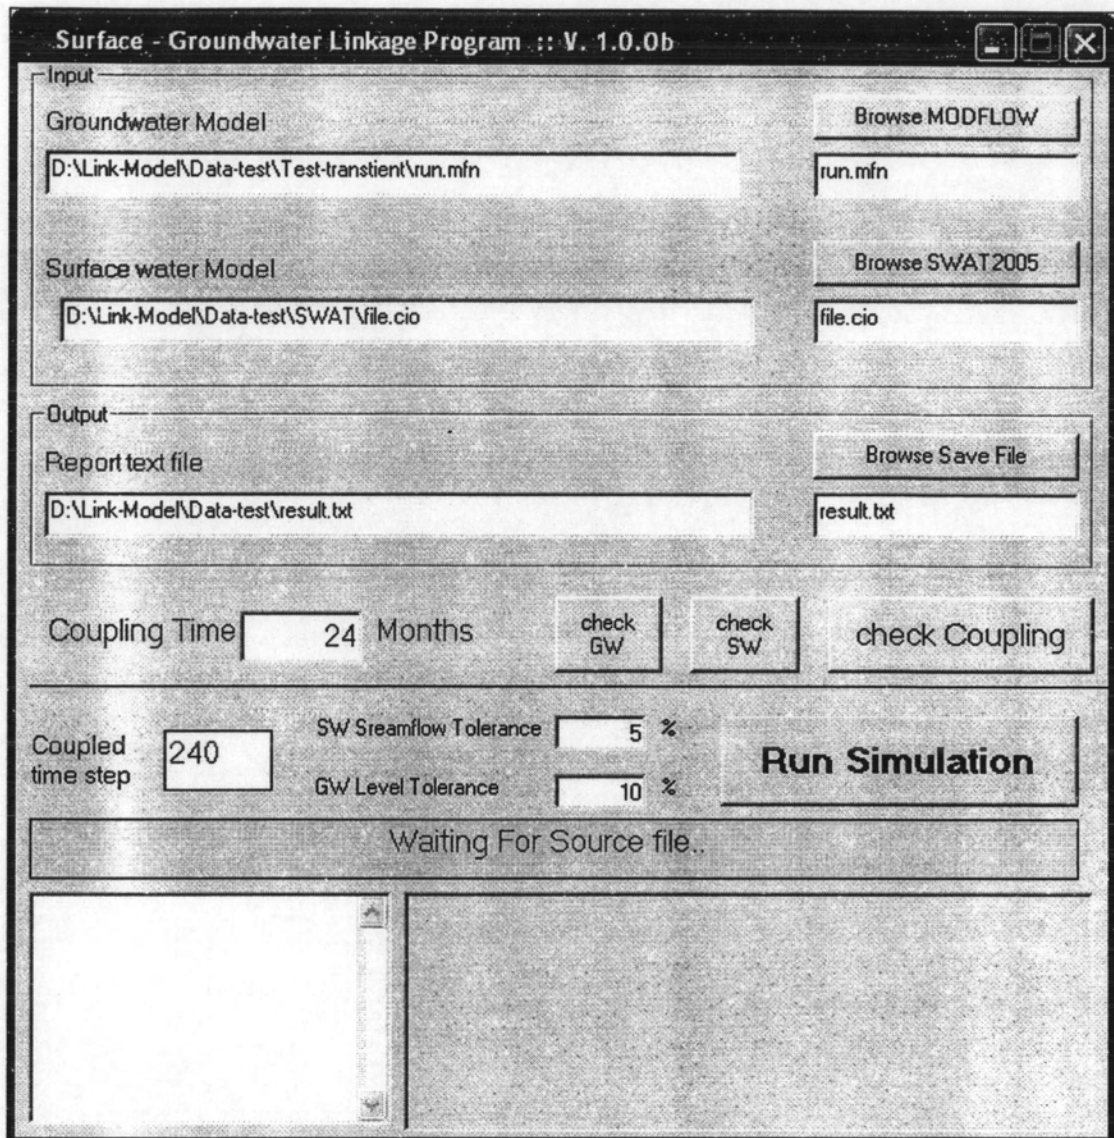 Surface - Groundwater Linkage Program :: V. 1.0.0b
Input
Groundwater Model
Browse MODFLOW
D:\Link-Model\Data-test\Test-transtient\run.mfn
run.mfn
Surface water Model
Browse SWAT2005
D:\Link-Model\Data-test\SWAT\file.cio
file.cio
Output
Report text file
Browse Save File
D:\Link-Model\Data-test\result.txt
result.txt
Coupling Time 24 Months
check GW
check SW
check Coupling
Coupled time step
240
SW Sreamflow Tolerance 5 %
GW Level Tolerance 10 %
Run Simulation
Waiting For Source file..